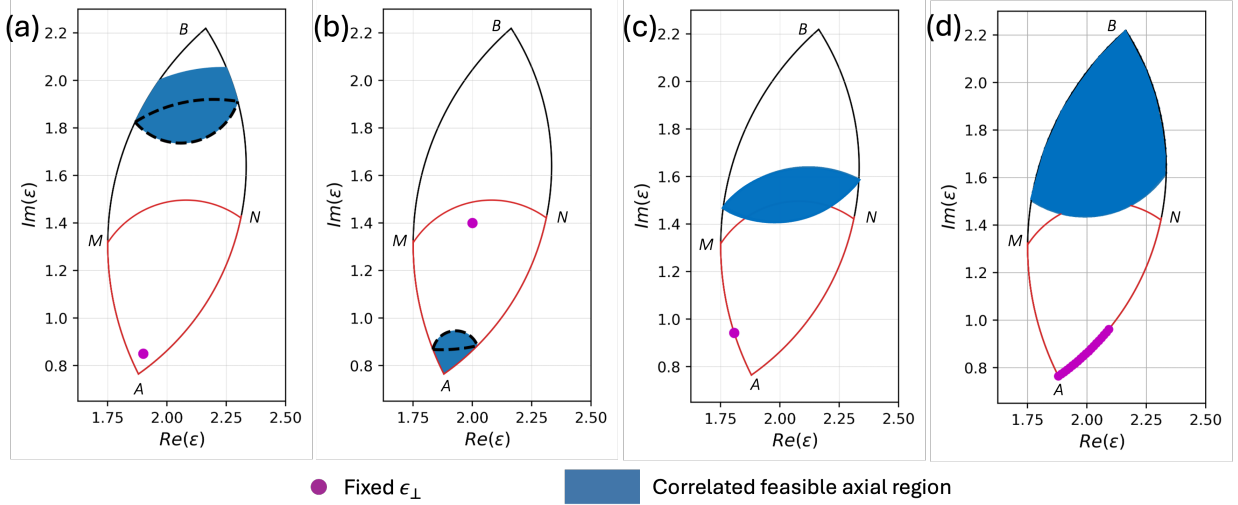 (a) (b) (c) (d)
B B B B
M N M N M N M N
A A A A
2.2 2.0 1.8 1.6 1.4 1.2 1.0 0.8
2.2 2.0 1.8 1.6 1.4 1.2 1.0 0.8
2.2 2.0 1.8 1.6 1.4 1.2 1.0 0.8
2.2 2.0 1.8 1.6 1.4 1.2 1.0 0.8
Im(ε) Im(ε) Im(ε) Im(ε)
1.75 2.00 2.25 2.50 1.75 2.00 2.25 2.50 1.75 2.00 2.25 2.50 1.75 2.00 2.25 2.50
Re(ε) Re(ε) Re(ε) Re(ε)
Fixed ϵ⊥ Correlated feasible axial region